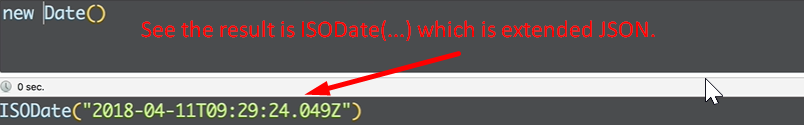 new Date()
See the result is ISODate(...) which is extended JSON.
0 sec.
ISODate("2018-04-11T09:29:24.049Z")